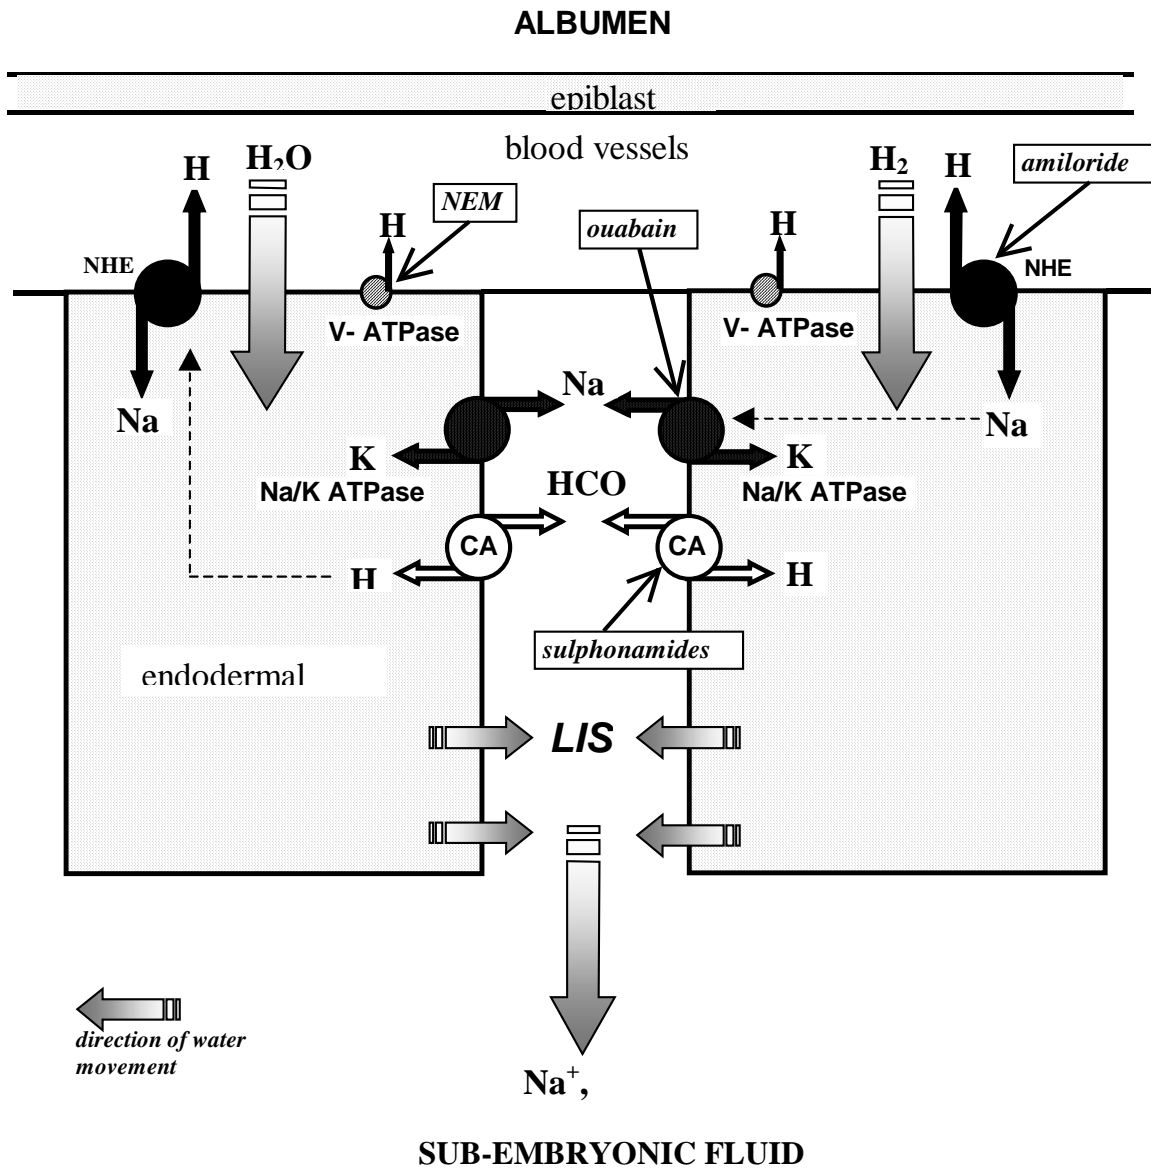 ALBUMEN
epiblast
blood vessels
H H₂O
H₂ H
amiloride
NEM
H
ouabain
H
NHE
NHE
V- ATPase
V- ATPase
Na
Na
Na
K
K
Na/K ATPase
Na/K ATPase
HCO
CA
CA
H
H
sulphonamides
endodermal
LIS
direction of water
movement
Na⁺,
SUB-EMBRYONIC FLUID